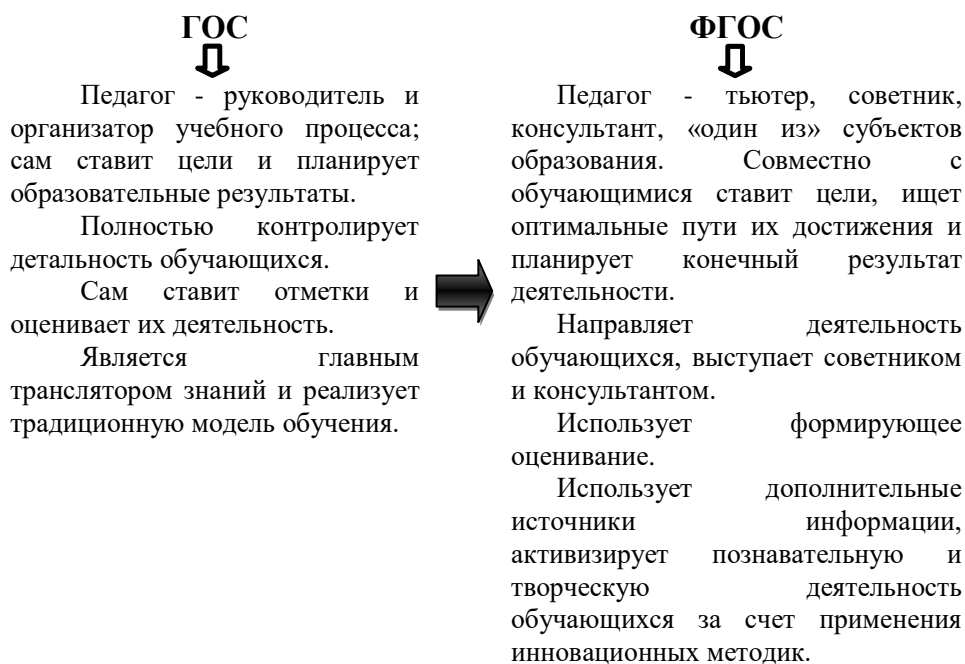 ГОС
Педагог - руководитель и
организатор учебного процесса;
сам ставит цели и планирует
образовательные результаты.
Полностью контролирует
детальность обучающихся.
Сам ставит отметки и
оценивает их деятельность.
Является главным
транслятором знаний и реализует
традиционную модель обучения.
ФГОС
Педагог - тьютер, советник,
консультант, «один из» субъектов
образования. Совместно с
обучающимися ставит цели, ищет
оптимальные пути их достижения и
планирует конечный результат
деятельности.
Направляет деятельность
обучающихся, выступает советником
и консультантом.
Использует формирующее
оценивание.
Использует дополнительные
источники информации,
активизирует познавательную и
творческую деятельность
обучающихся за счет применения
инновационных методик.